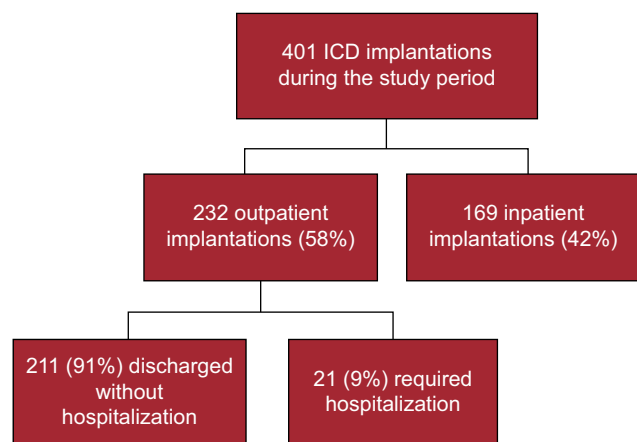 401 ICD implantations
during the study period
232 outpatient
implantations (58%)
169 inpatient
implantations (42%)
211 (91%) discharged
without
hospitalization
21 (9%) required
hospitalization